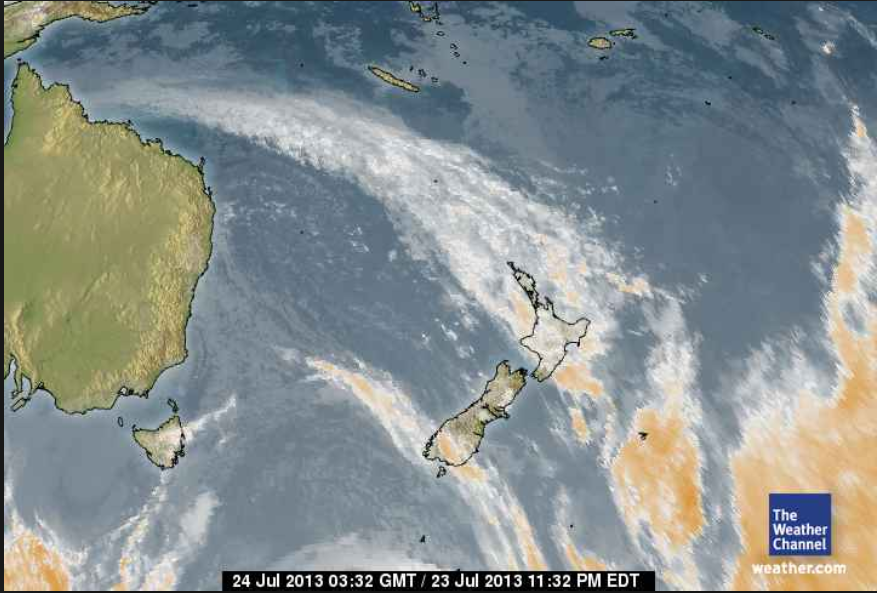 The
Weather
Channel
weather.com
24 Jul 2013 03:32 GMT / 23 Jul 2013 11:32 PM EDT